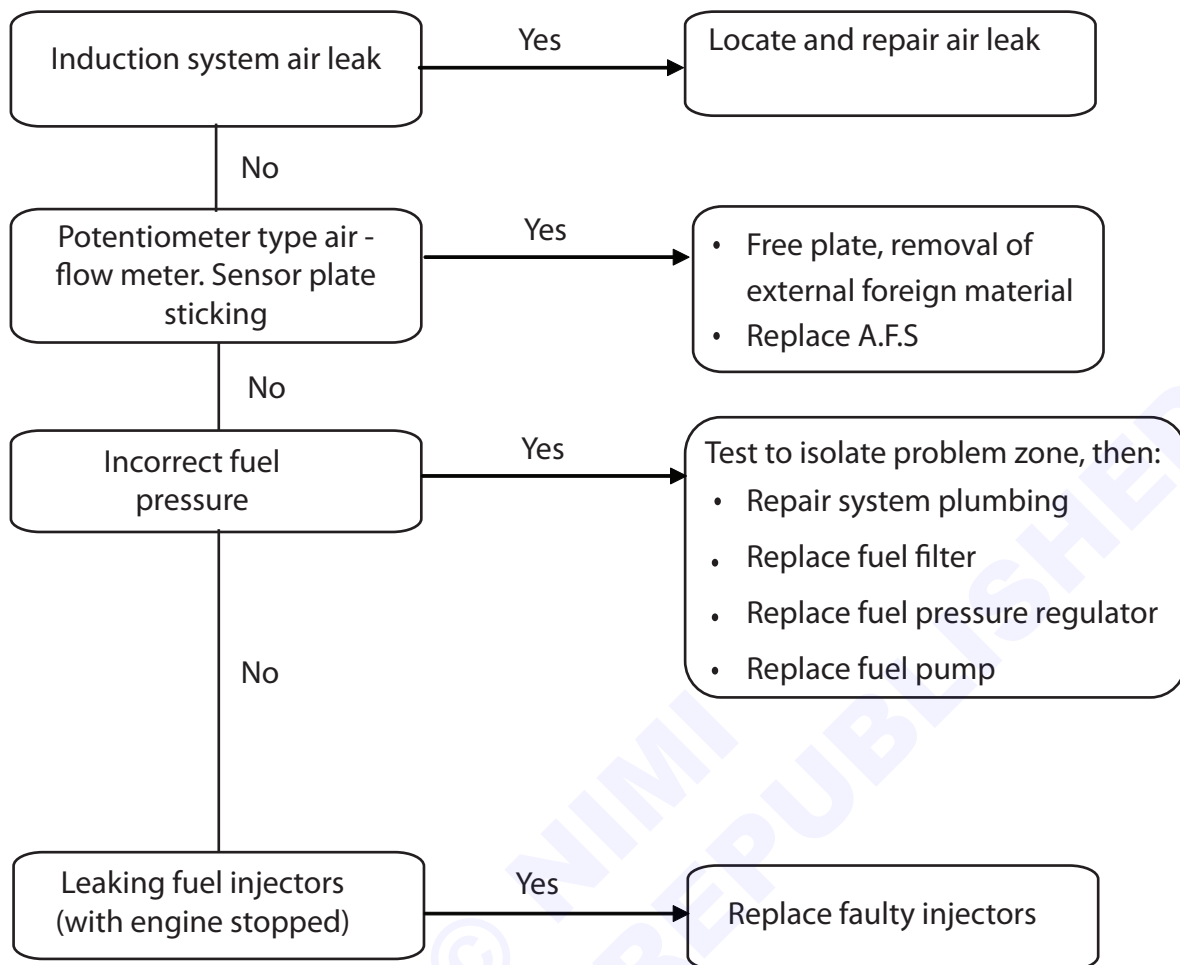 Induction system air leak
Yes
Locate and repair air leak
No
Potentiometer type air -
flow meter. Sensor plate
sticking
Yes
• Free plate, removal of
external foreign material
• Replace A.F.S
No
Incorrect fuel
pressure
Yes
Test to isolate problem zone, then:
• Repair system plumbing
• Replace fuel filter
• Replace fuel pressure regulator
• Replace fuel pump
No
Leaking fuel injectors
(with engine stopped)
Yes
Replace faulty injectors
© NIMI
REPUBLISHED